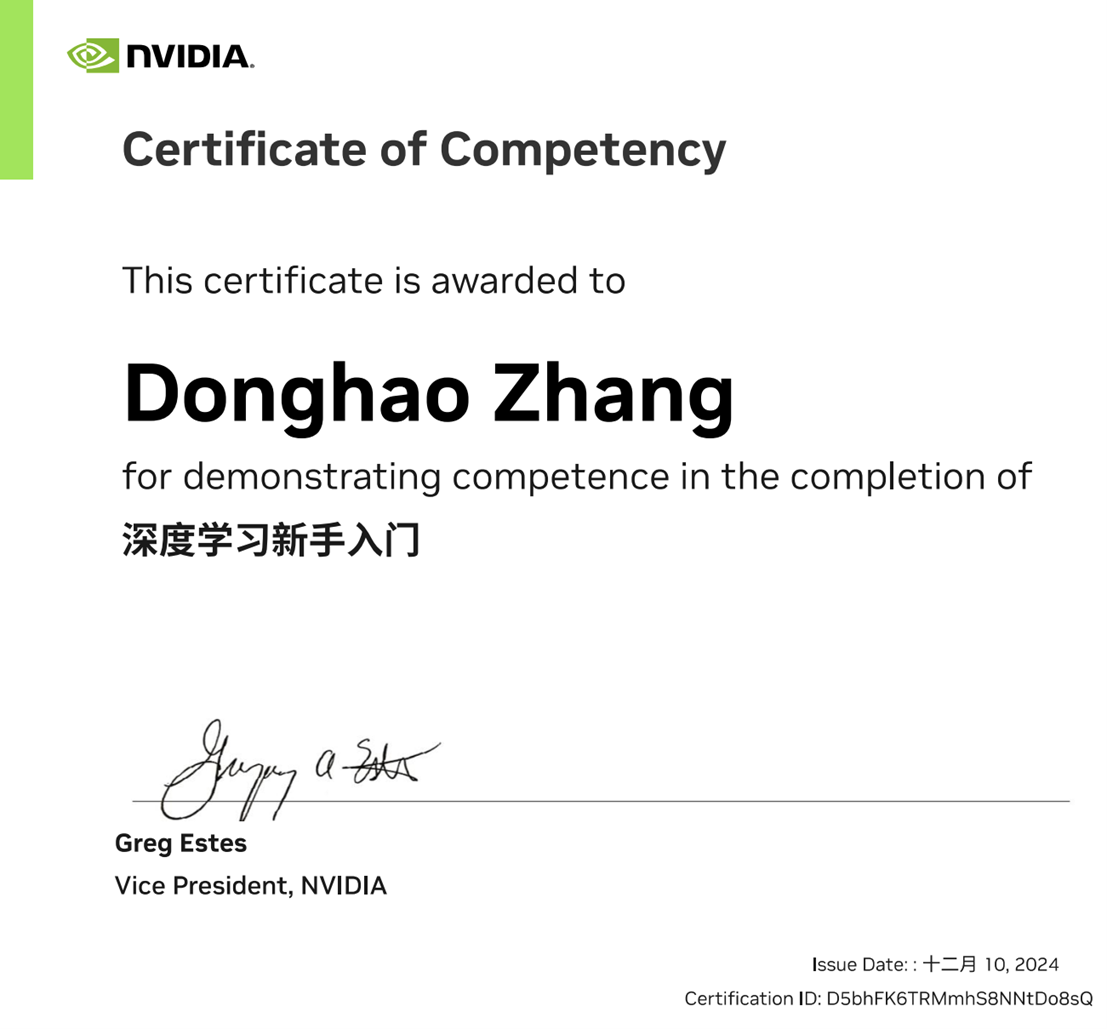 NVIDIA.
Certificate of Competency
This certificate is awarded to
Donghao Zhang
for demonstrating competence in the completion of
深度学习新手入门
Greg Estes
Vice President, NVIDIA
Issue Date: : 十二月 10, 2024
Certification ID: D5bhFK6TRMmhS8NNtDo8sQ